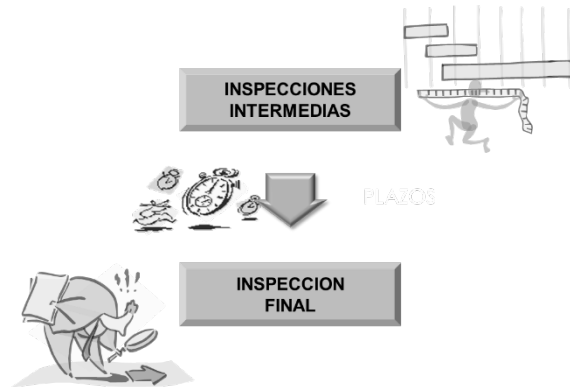 INSPECCIONES
INTERMEDIAS
PLAZOS
INSPECCION
FINAL